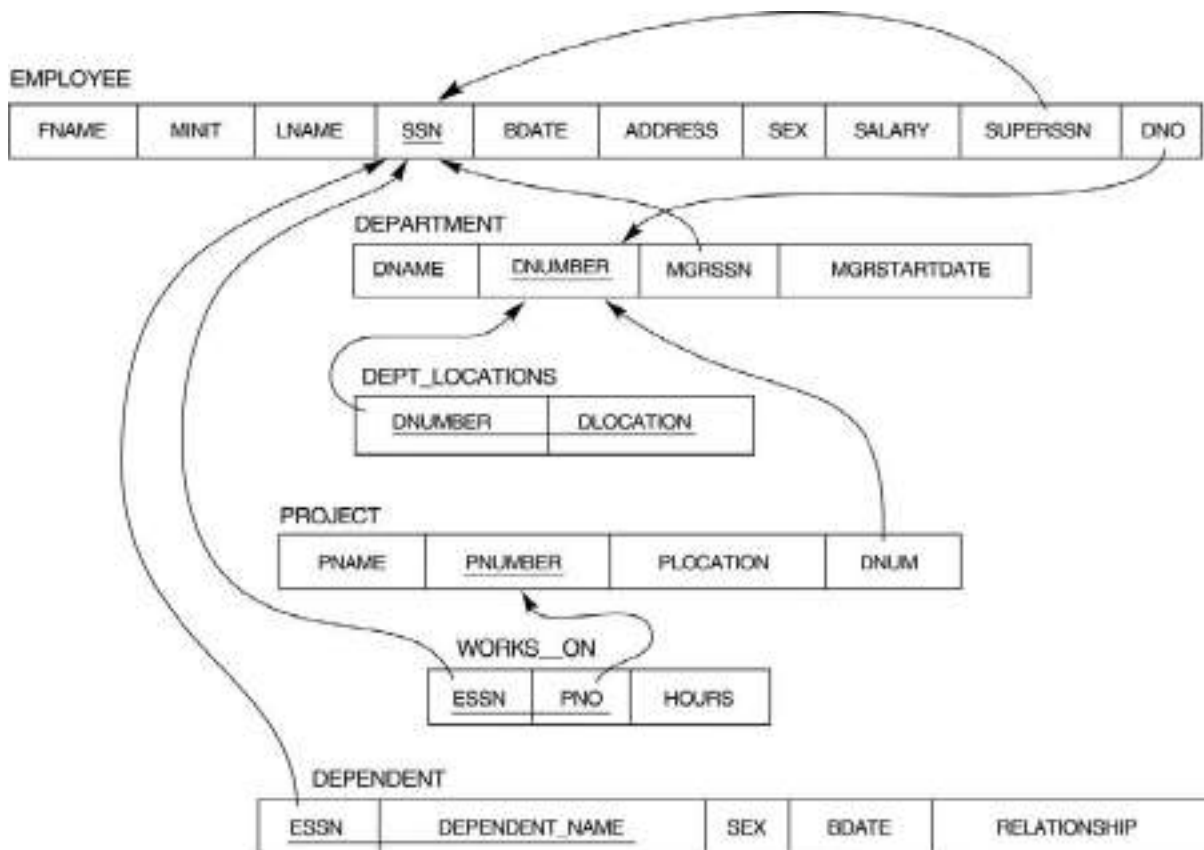 EMPLOYEE
FNAME MINIT LNAME SSN BDATE ADDRESS SEX SALARY SUPERSSN DNO
DEPARTMENT
DNAME DNUMBER MGRSSN MGRSTARTDATE
DEPT_LOCATIONS
DNUMBER DLOCATION
PROJECT
PNAME PNUMBER PLOCATION DNUM
WORKS__ON
ESSN PNO HOURS
DEPENDENT
ESSN DEPENDENT_NAME SEX BDATE RELATIONSHIP